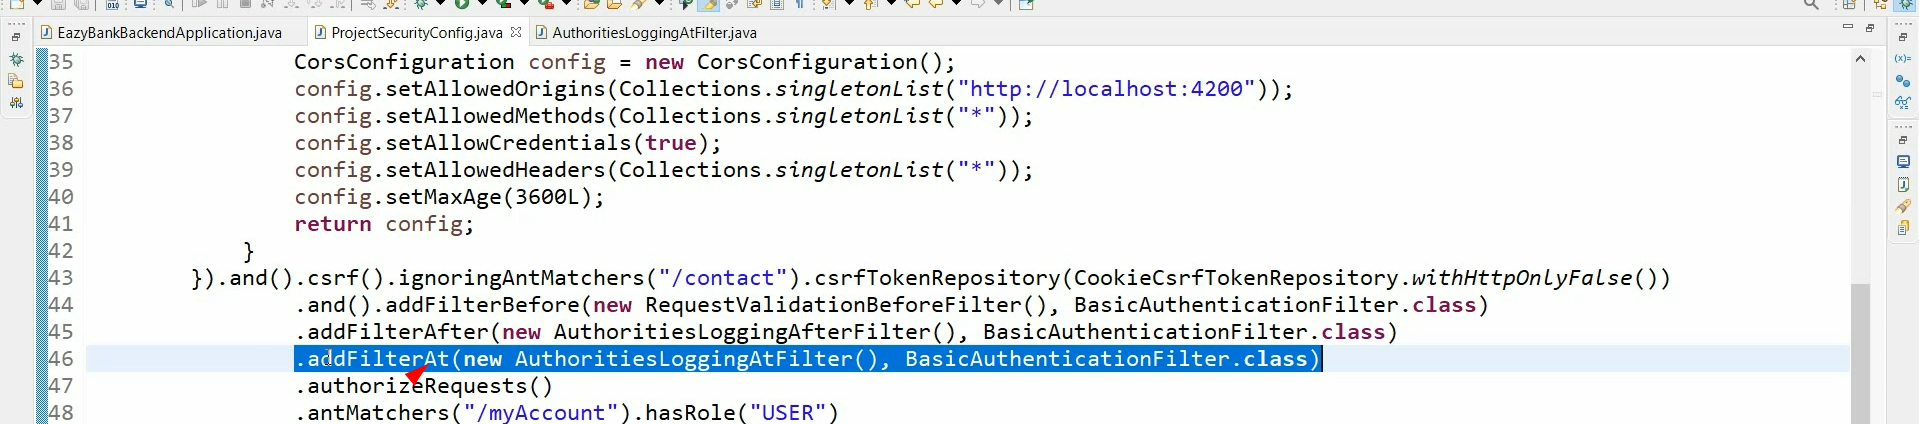 EazyBankBackendApplication.java ProjectSecurityConfig.java AuthoritiesLoggingAtFilter.java
35 CorsConfiguration config = new CorsConfiguration();
36 config.setAllowedOrigins(Collections.singletonList("http://localhost:4200"));
37 config.setAllowedMethods(Collections.singletonList("*"));
38 config.setAllowCredentials(true);
39 config.setAllowedHeaders(Collections.singletonList("*"));
40 config.setMaxAge(3600L);
41 return config;
42 }
43 }).and().csrf().ignoringAntMatchers("/contact").csrfTokenRepository(CookieCsrfTokenRepository.withHttpOnlyFalse())
44 .and().addFilterBefore(new RequestValidationBeforeFilter(), BasicAuthenticationFilter.class)
45 .addFilterAfter(new AuthoritiesLoggingAfterFilter(), BasicAuthenticationFilter.class)
46 .addFilterAt(new AuthoritiesLoggingAtFilter(), BasicAuthenticationFilter.class)
47 .authorizeRequests()
48 .antMatchers("/myAccount").hasRole("USER")